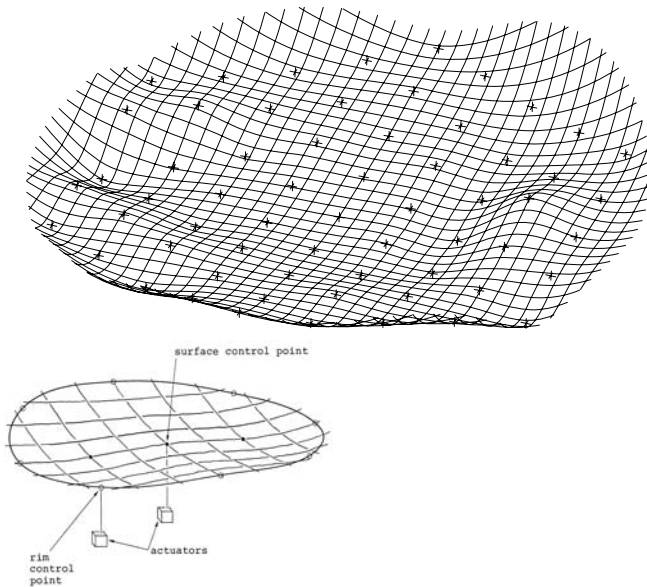 surface control point
actuators
rim
control
point